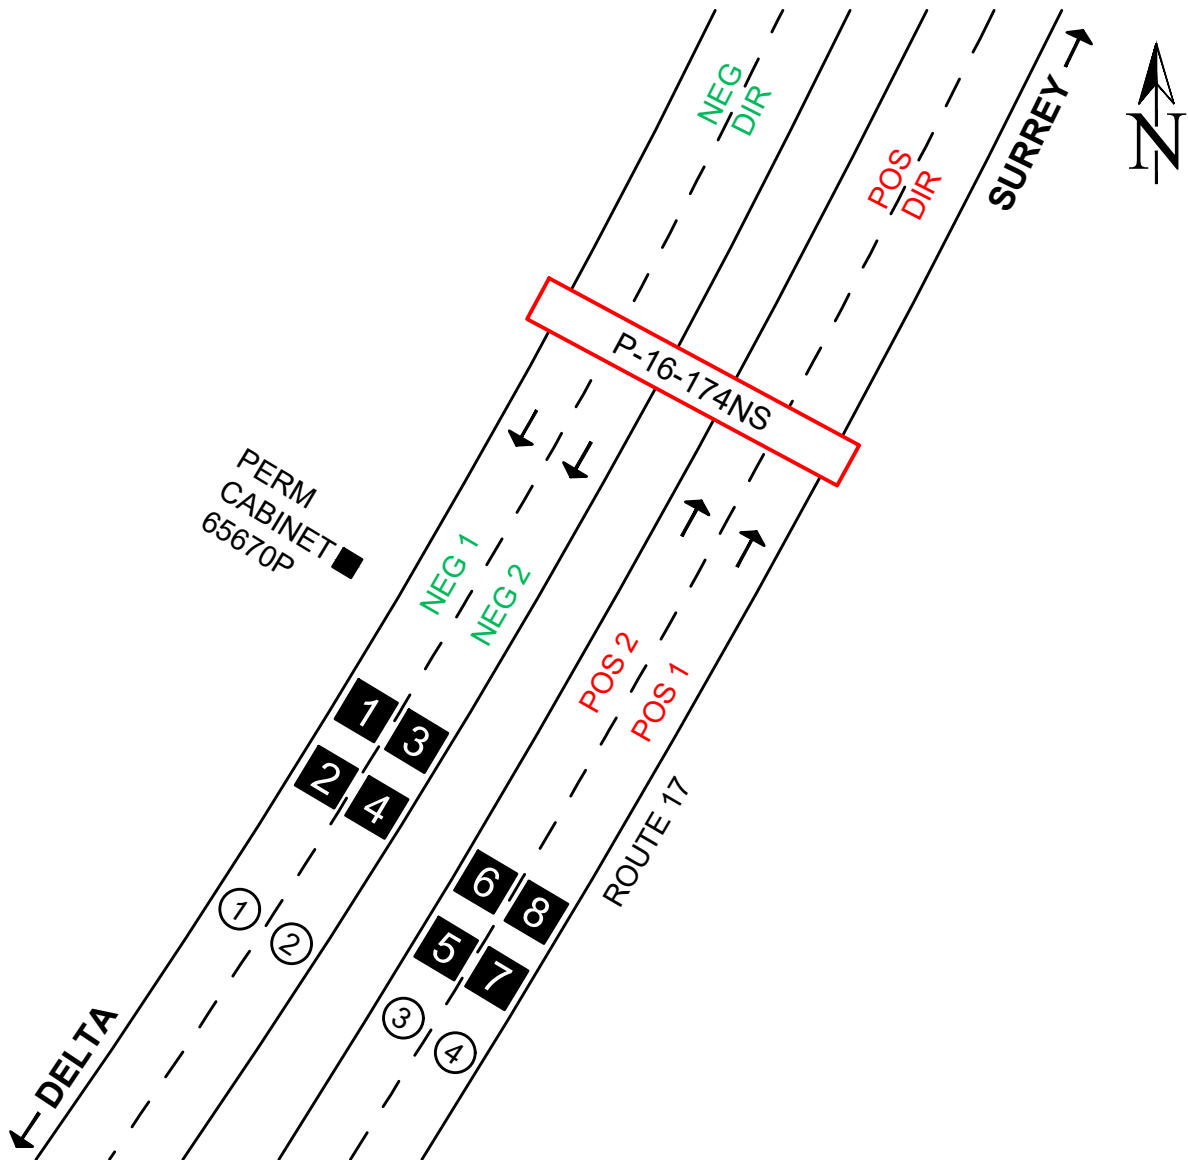 NEG
DIR
POS
DIR
SURREY
N
P-16-174NS
PERM
CABINET
65670P
NEG 1
NEG 2
POS 2
POS 1
1
3
2
4
ROUTE 17
6
8
5
7
1
2
3
4
DELTA